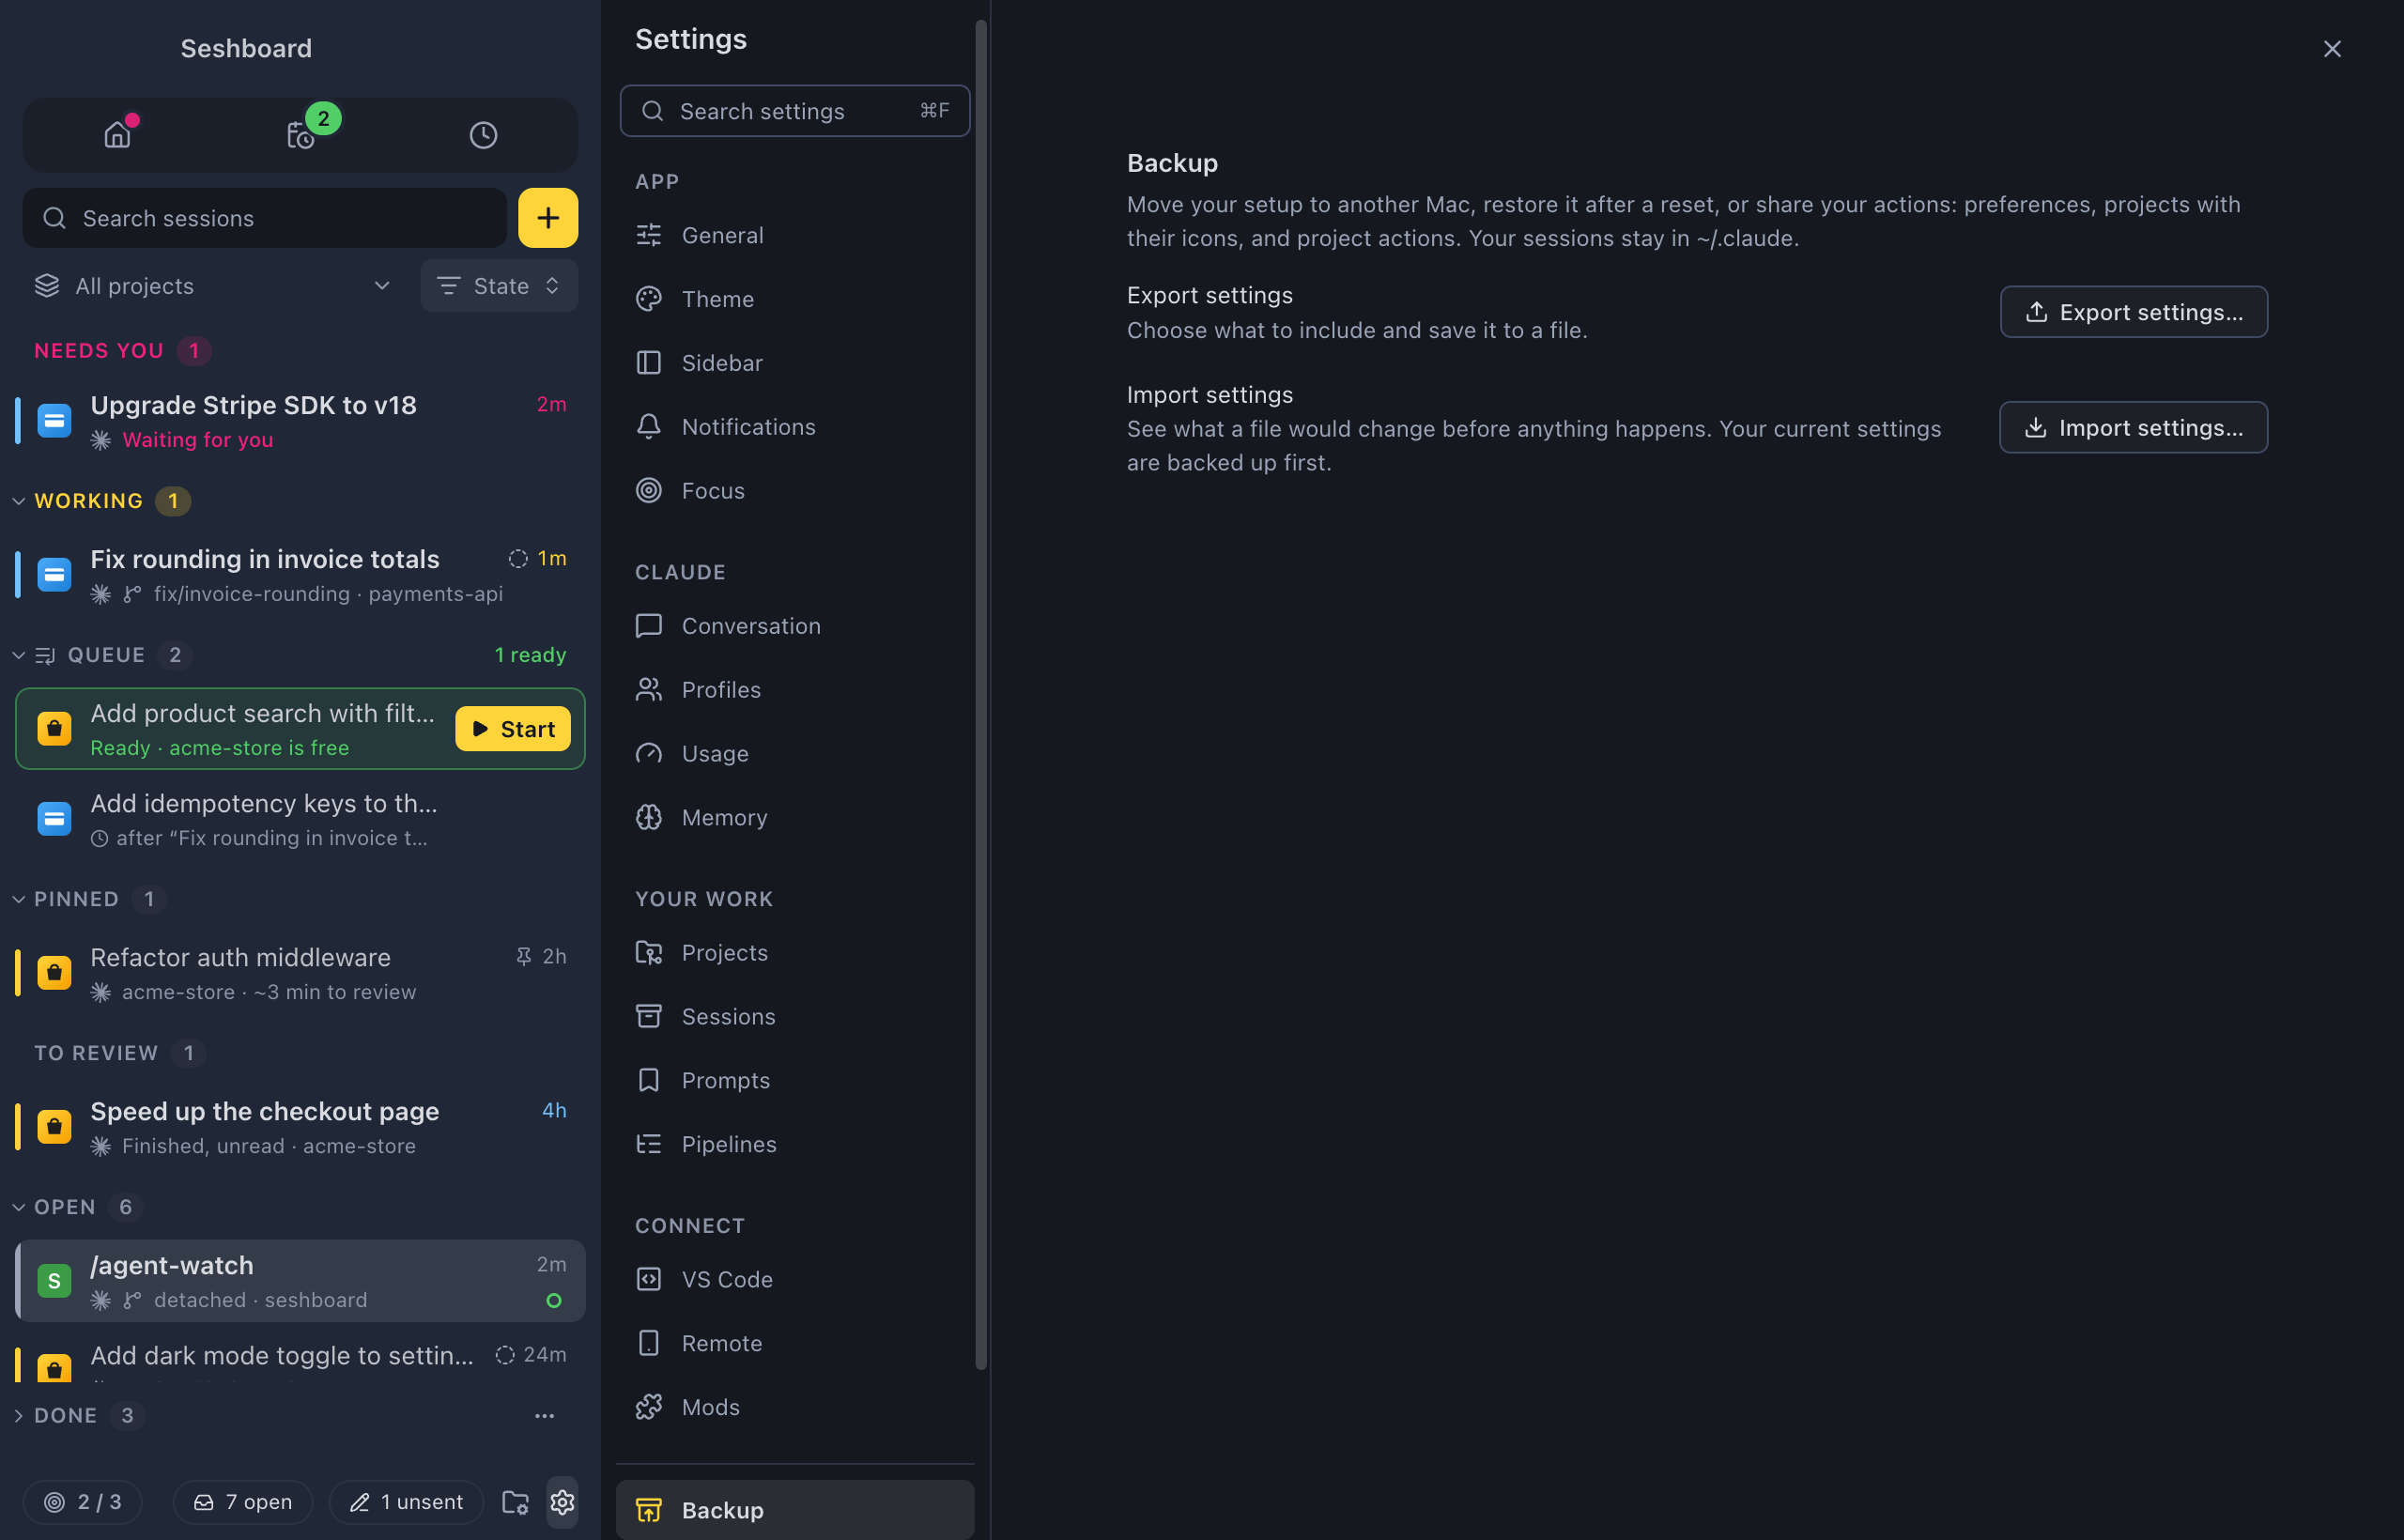 Seshboard
2
Search sessions
All projects
State
NEEDS YOU 1
Upgrade Stripe SDK to v18 2m
Waiting for you
WORKING 1
Fix rounding in invoice totals 1m
fix/invoice-rounding · payments-api
QUEUE 2 1 ready
Add product search with filt...
Start
Ready · acme-store is free
Add idempotency keys to th...
after “Fix rounding in invoice t...
PINNED 1
Refactor auth middleware 2h
acme-store · ~3 min to review
TO REVIEW 1
Speed up the checkout page 4h
Finished, unread · acme-store
OPEN 6
S
/agent-watch 2m
detached · seshboard
Add dark mode toggle to settin... 24m
DONE 3
2 / 3
7 open
1 unsent
Settings
Search settings ⌘F
APP
General
Theme
Sidebar
Notifications
Focus
CLAUDE
Conversation
Profiles
Usage
Memory
YOUR WORK
Projects
Sessions
Prompts
Pipelines
CONNECT
VS Code
Remote
Mods
Backup
Backup
Move your setup to another Mac, restore it after a reset, or share your actions: preferences, projects with
their icons, and project actions. Your sessions stay in ~/.claude.
Export settings
Choose what to include and save it to a file.
Export settings...
Import settings
See what a file would change before anything happens. Your current settings
are backed up first.
Import settings...